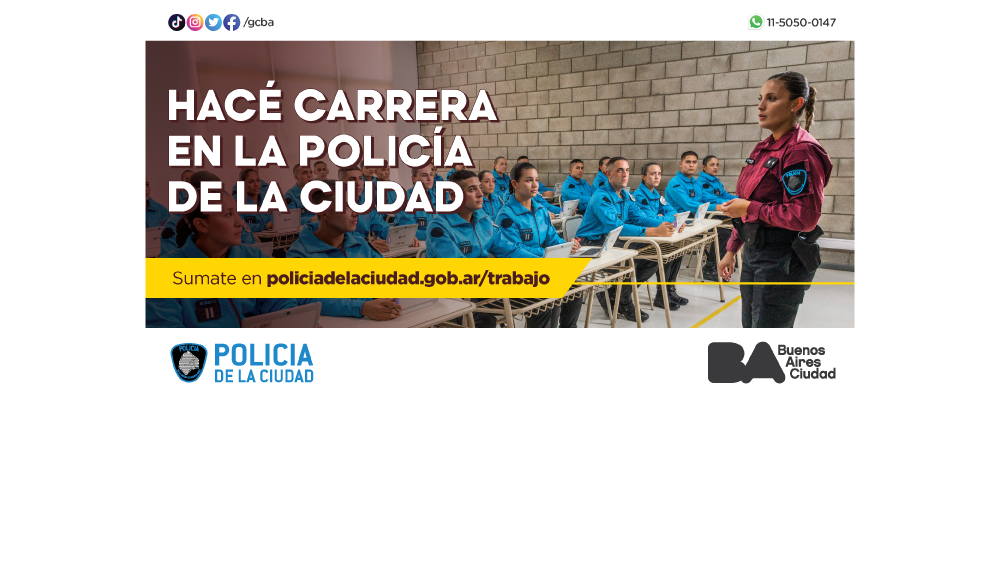 /gcba
11-5050-0147
HACÉ CARRERA
EN LA POLICÍA
DE LA CIUDAD
Sumate en policiadelaciudad.gob.ar/trabajo
POLICIA
POLICIA
DE LA CIUDAD
BA
Buenos
Aires
Ciudad